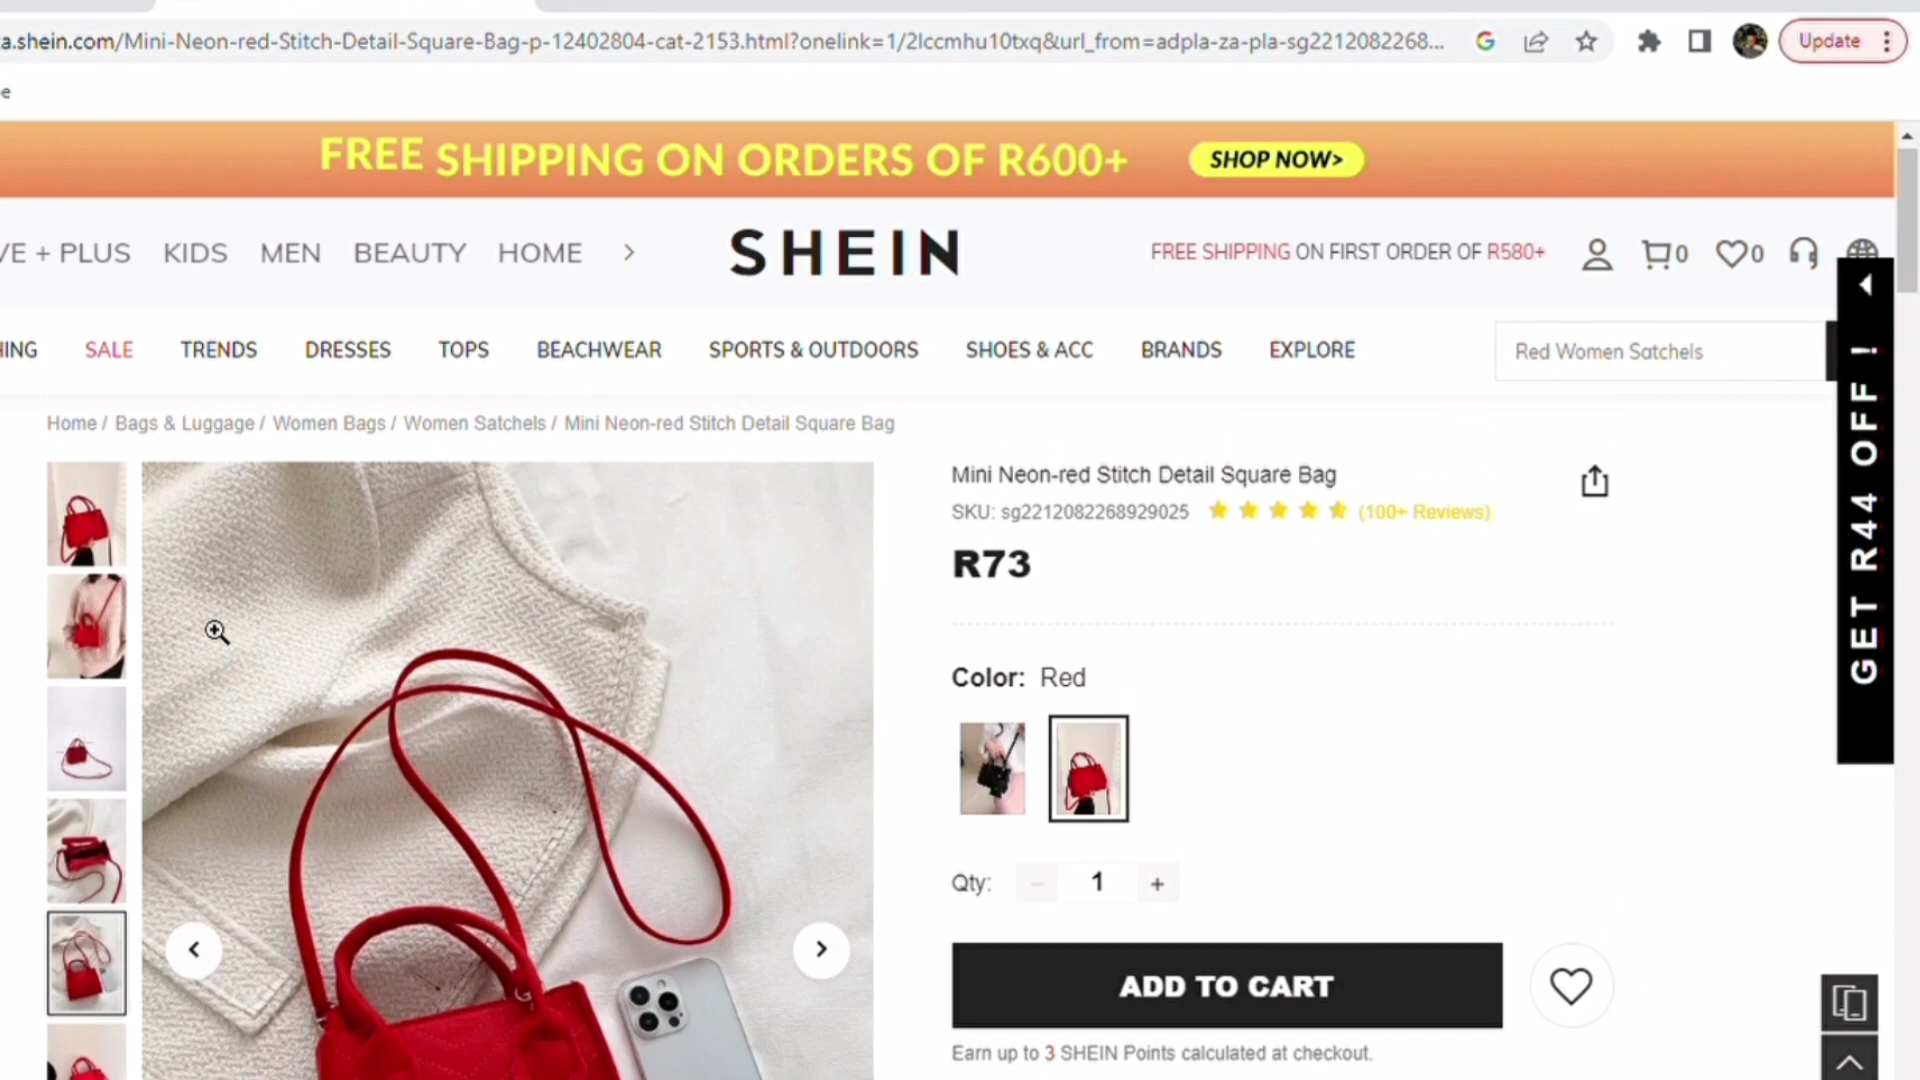 a.shein.com/Mini-Neon-red-Stitch-Detail-Square-Bag-p-12402804-cat-2153.html?onelink=1/2lccmhu10txq&url_from=adpla-za-pla-sg2212082268...
Update
e
FREE SHIPPING ON ORDERS OF R600+
SHOP NOW>
VE + PLUS KIDS MEN BEAUTY HOME
SHEIN
FREE SHIPPING ON FIRST ORDER OF R580+
0
0
HING SALE TRENDS DRESSES TOPS BEACHWEAR SPORTS & OUTDOORS SHOES & ACC BRANDS EXPLORE
Red Women Satchels
GET R44 OFF !
Home / Bags & Luggage / Women Bags / Women Satchels / Mini Neon-red Stitch Detail Square Bag
Mini Neon-red Stitch Detail Square Bag
SKU: sg2212082268929025 (100+ Reviews)
R73
Color: Red
Qty: − 1 +
ADD TO CART
Earn up to 3 SHEIN Points calculated at checkout.